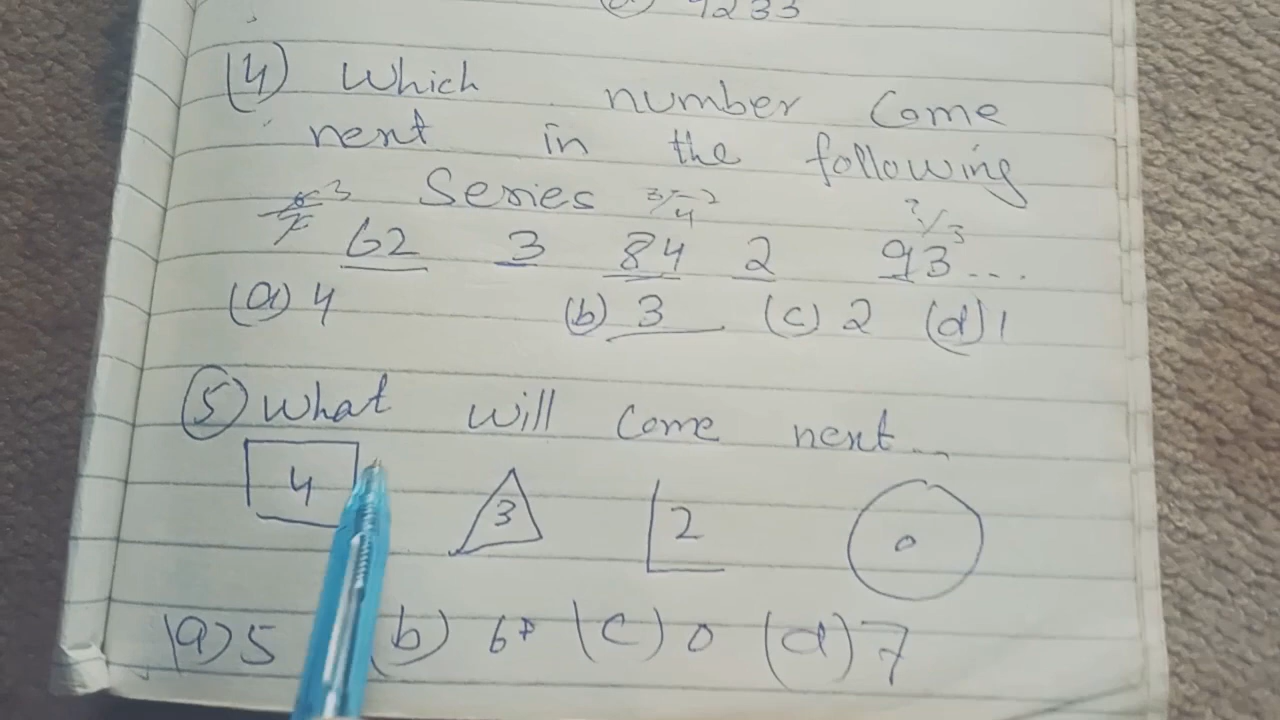 9233
(4) Which number Come
next in the following
Series
62 3 84 2 93...
(a) 4 (b) 3 (c) 2 (d) 1
(5) What will come next...
4 3 2 0
(a) 5 (b) 6 (c) 0 (d) 7